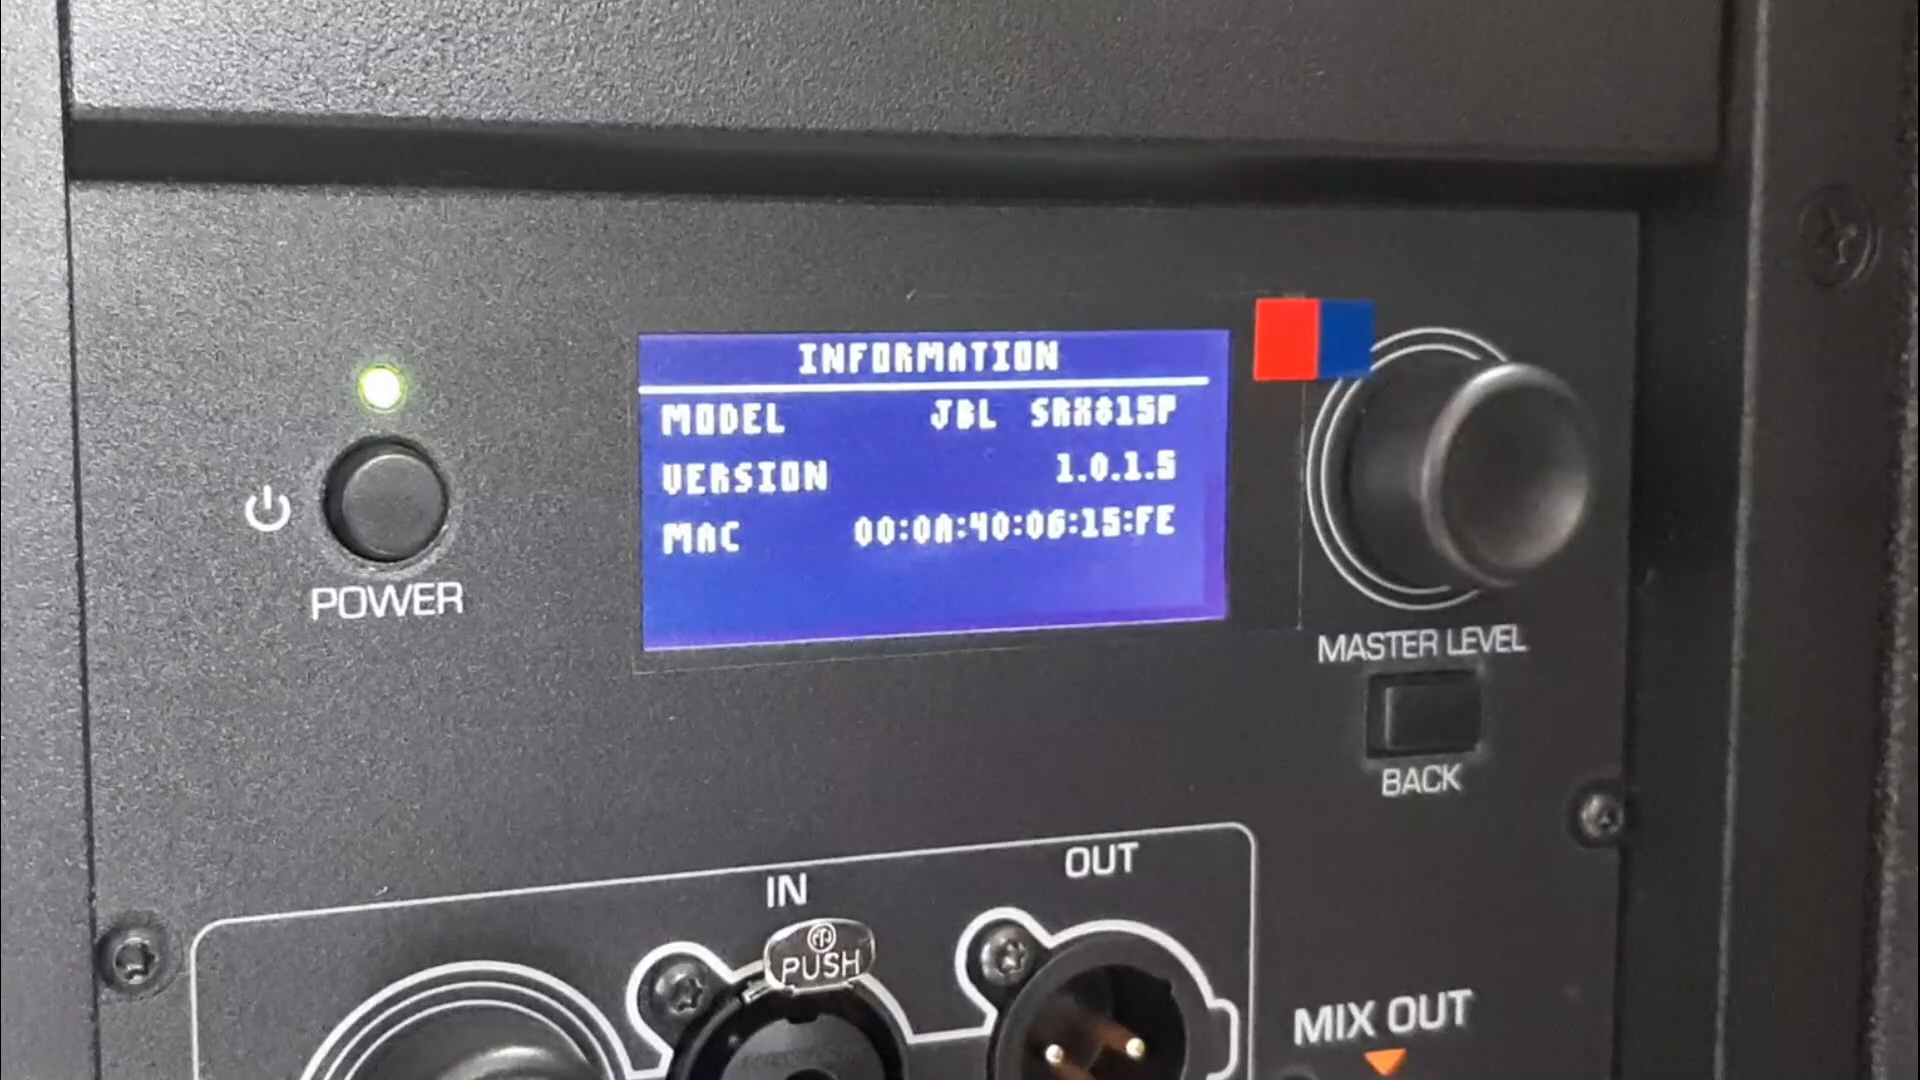 INFORMATION
MODEL JBL SRX815P
VERSION 1.0.1.5
MAC 00:0A:40:06:15:FE
POWER
MASTER LEVEL
BACK
IN
OUT
PUSH
MIX OUT